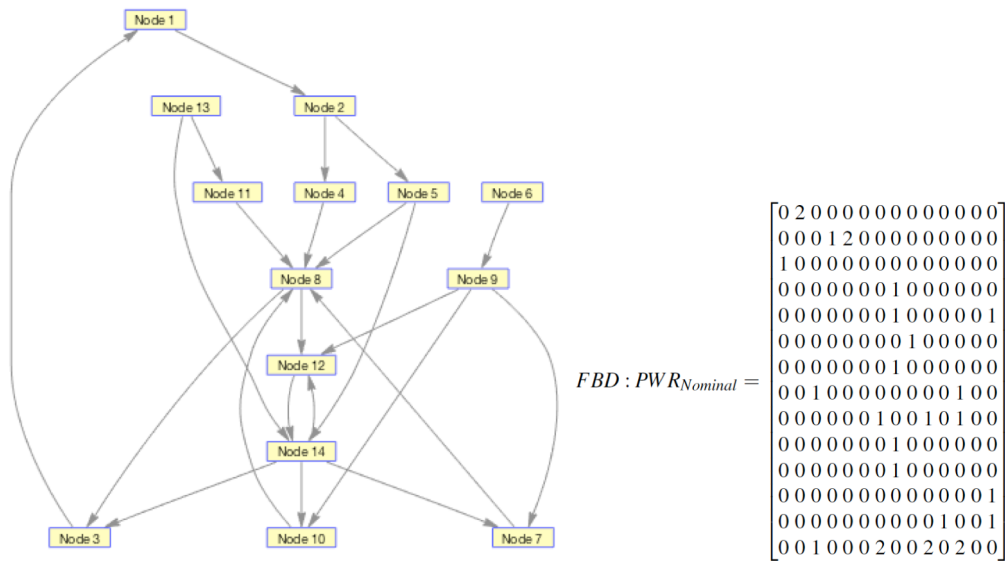 Node 1
Node 13
Node 2
Node 11
Node 4
Node 5
Node 6
Node 8
Node 9
Node 12
Node 14
Node 3
Node 10
Node 7
FBD : PWR_Nominal =
0 2 0 0 0 0 0 0 0 0 0 0 0 0
0 0 0 1 2 0 0 0 0 0 0 0 0 0
1 0 0 0 0 0 0 0 0 0 0 0 0 0
0 0 0 0 0 0 0 1 0 0 0 0 0 0
0 0 0 0 0 0 0 1 0 0 0 0 0 1
0 0 0 0 0 0 0 0 1 0 0 0 0 0
0 0 0 0 0 0 0 1 0 0 0 0 0 0
0 0 1 0 0 0 0 0 0 0 0 1 0 0
0 0 0 0 0 0 1 0 0 1 0 1 0 0
0 0 0 0 0 0 0 1 0 0 0 0 0 0
0 0 0 0 0 0 0 1 0 0 0 0 0 0
0 0 0 0 0 0 0 0 0 0 0 0 0 1
0 0 0 0 0 0 0 0 0 0 1 0 0 1
0 0 1 0 0 0 2 0 0 2 0 2 0 0